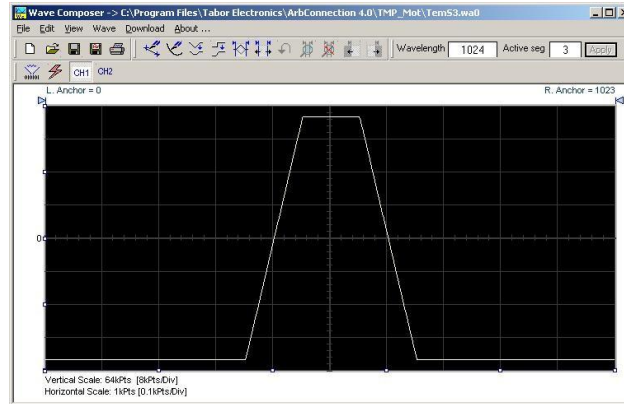 Wave Composer -> C:\Program Files\Tabor Electronics\ArbConnection 4.0\TMP_Mot\TemS3.wa0
File Edit View Wave Download About ...
Wavelength 1024 Active seg 3 Apply
CH1 CH2
L. Anchor = 0 R. Anchor = 1023
0
Vertical Scale: 64kPts [8kPts/Div]
Horizontal Scale: 1kPts [0.1kPts/Div]